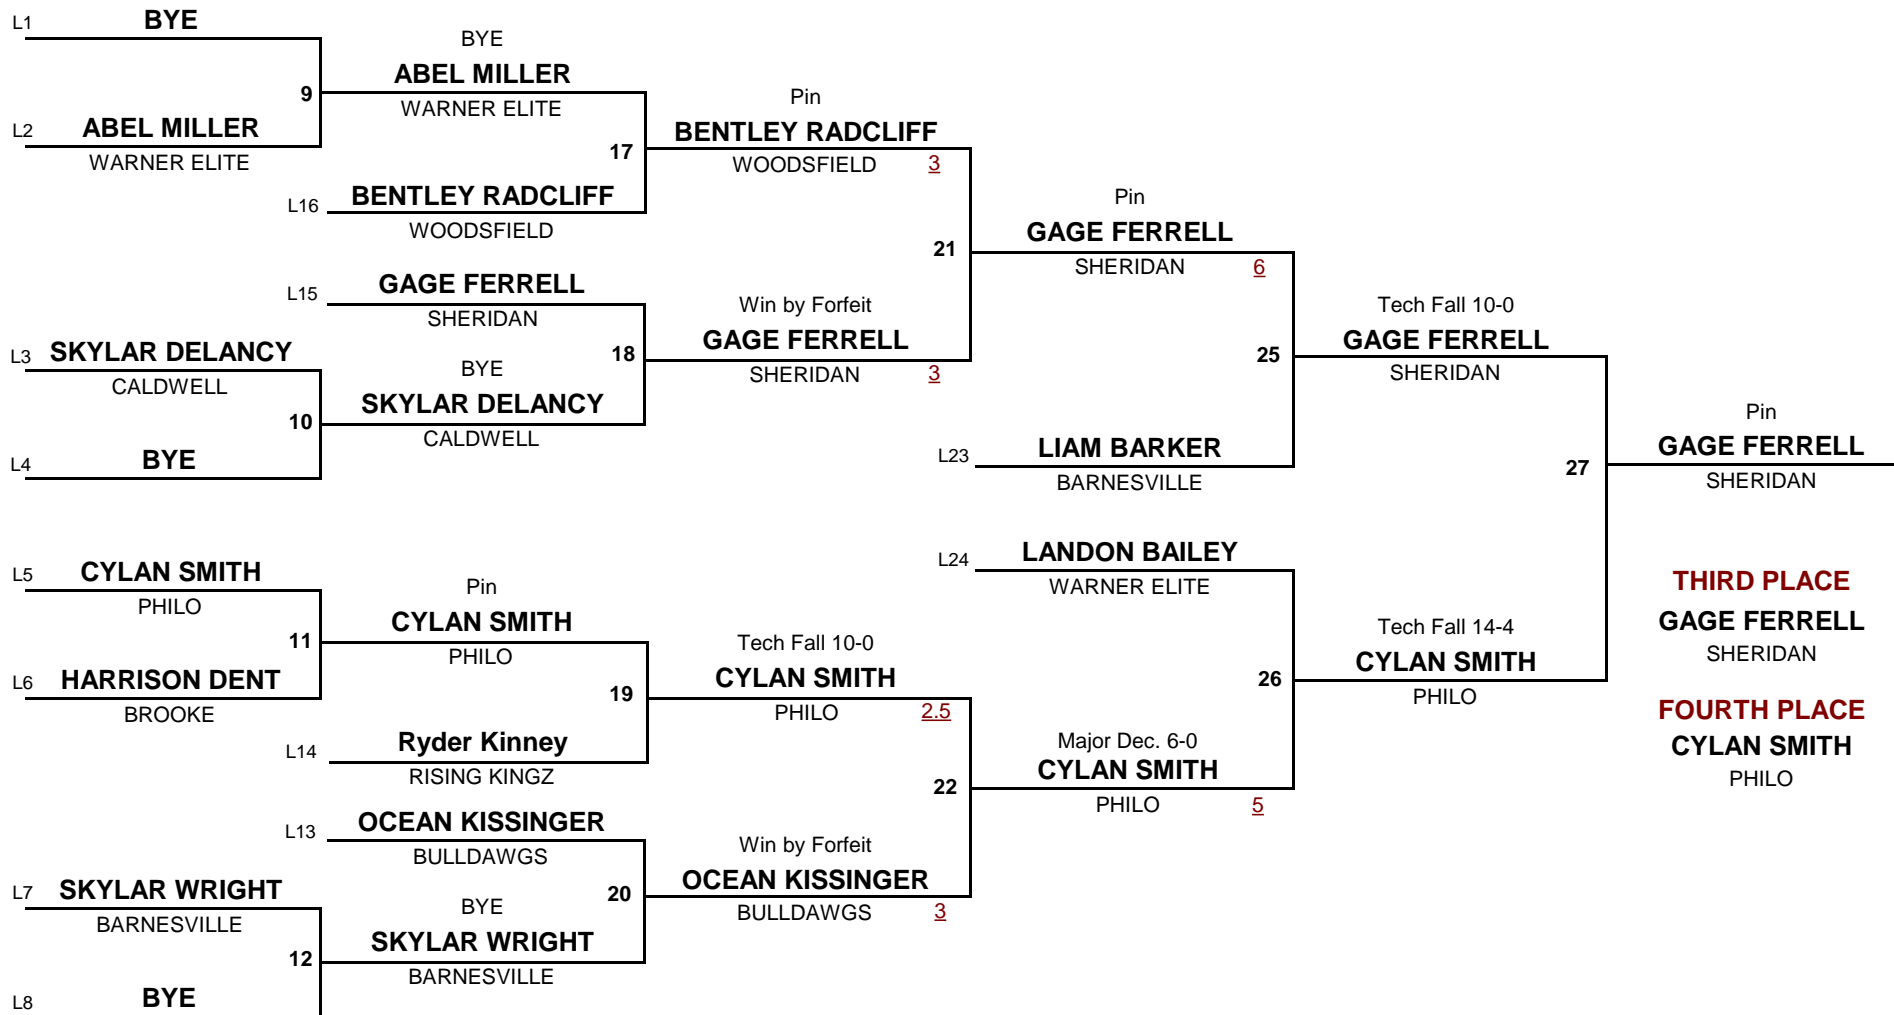 L1 BYE
BYE
ABEL MILLER
9
WARNER ELITE
L2 ABEL MILLER
WARNER ELITE
Pin
BENTLEY RADCLIFF
17
WOODSFIELD 3
L16 BENTLEY RADCLIFF
WOODSFIELD
Pin
GAGE FERRELL
21
SHERIDAN 6
L15 GAGE FERRELL
SHERIDAN
Win by Forfeit
GAGE FERRELL
18
SHERIDAN 3
L3 SKYLAR DELANCY
CALDWELL
BYE
SKYLAR DELANCY
10
CALDWELL
L4 BYE
Tech Fall 10-0
GAGE FERRELL
25
SHERIDAN
L23 LIAM BARKER
BARNESVILLE
Pin
GAGE FERRELL
27
SHERIDAN
L24 LANDON BAILEY
WARNER ELITE
L5 CYLAN SMITH
PHILO
Pin
CYLAN SMITH
11
PHILO
L6 HARRISON DENT
BROOKE
Tech Fall 10-0
CYLAN SMITH
19
PHILO 2.5
L14 Ryder Kinney
RISING KINGZ
Tech Fall 14-4
CYLAN SMITH
26
PHILO
Major Dec. 6-0
CYLAN SMITH
22
PHILO 5
THIRD PLACE
GAGE FERRELL
SHERIDAN
FOURTH PLACE
CYLAN SMITH
PHILO
L13 OCEAN KISSINGER
BULLDAWGS
Win by Forfeit
OCEAN KISSINGER
20
BULLDAWGS 3
L7 SKYLAR WRIGHT
BARNESVILLE
BYE
SKYLAR WRIGHT
12
BARNESVILLE
L8 BYE